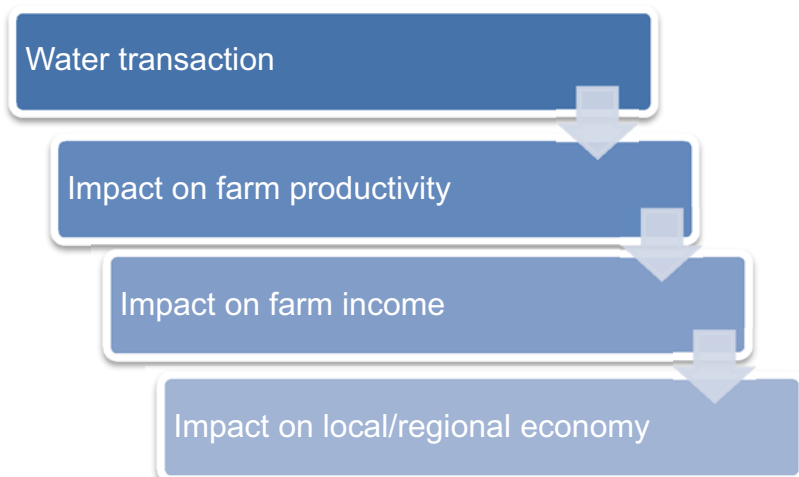 Water transaction
Impact on farm productivity
Impact on farm income
Impact on local/regional economy